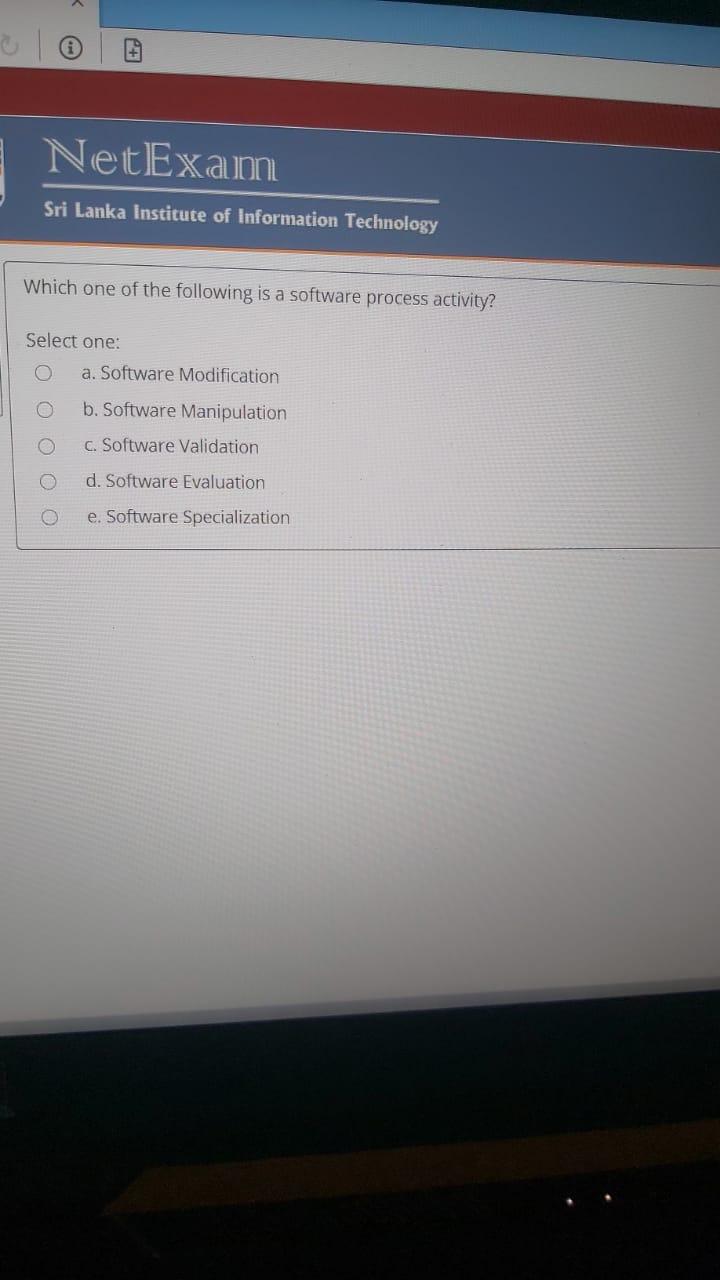 NetExam
Sri Lanka Institute of Information Technology
Which one of the following is a software process activity?
Select one:
a. Software Modification
b. Software Manipulation
c. Software Validation
d. Software Evaluation
e. Software Specialization